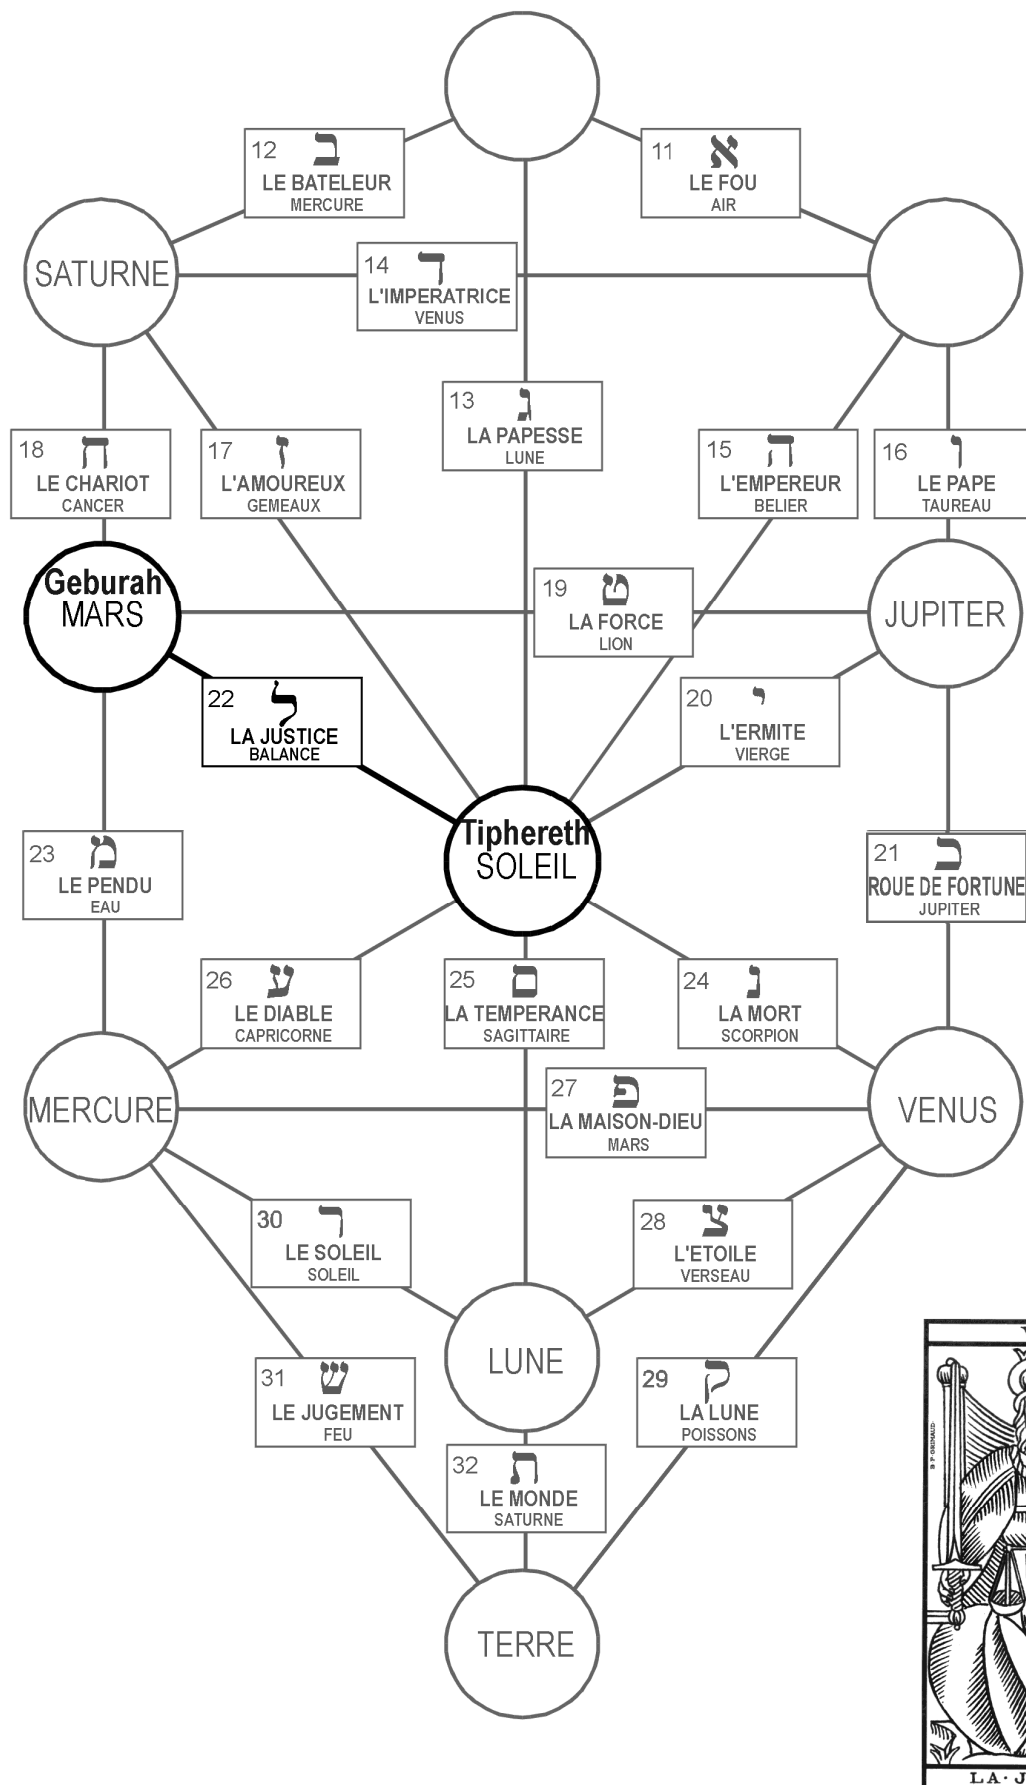 12 ב
LE BATELEUR
MERCURE
11 א
LE FOU
AIR
SATURNE
14 ד
L'IMPERATRICE
VENUS
13 ג
LA PAPESSE
LUNE
18 ח
LE CHARIOT
CANCER
17 ז
L'AMOUREUX
GEMEAUX
15 ה
L'EMPEREUR
BELIER
16 ו
LE PAPE
TAUREAU
Geburah
MARS
19 ט
LA FORCE
LION
JUPITER
22 ל
LA JUSTICE
BALANCE
20 י
L'ERMITE
VIERGE
Tiphereth
SOLEIL
23 מ
LE PENDU
EAU
21 כ
ROUE DE FORTUNE
JUPITER
26 ע
LE DIABLE
CAPRICORNE
25 ס
LA TEMPERANCE
SAGITTAIRE
24 נ
LA MORT
SCORPION
MERCURE
27 פ
LA MAISON-DIEU
MARS
VENUS
30 ר
LE SOLEIL
SOLEIL
28 צ
L'ETOILE
VERSEAU
LUNE
31 ש
LE JUGEMENT
FEU
29 ק
LA LUNE
POISSONS
32 ת
LE MONDE
SATURNE
TERRE
B·P·GRIMAUD
LA·J